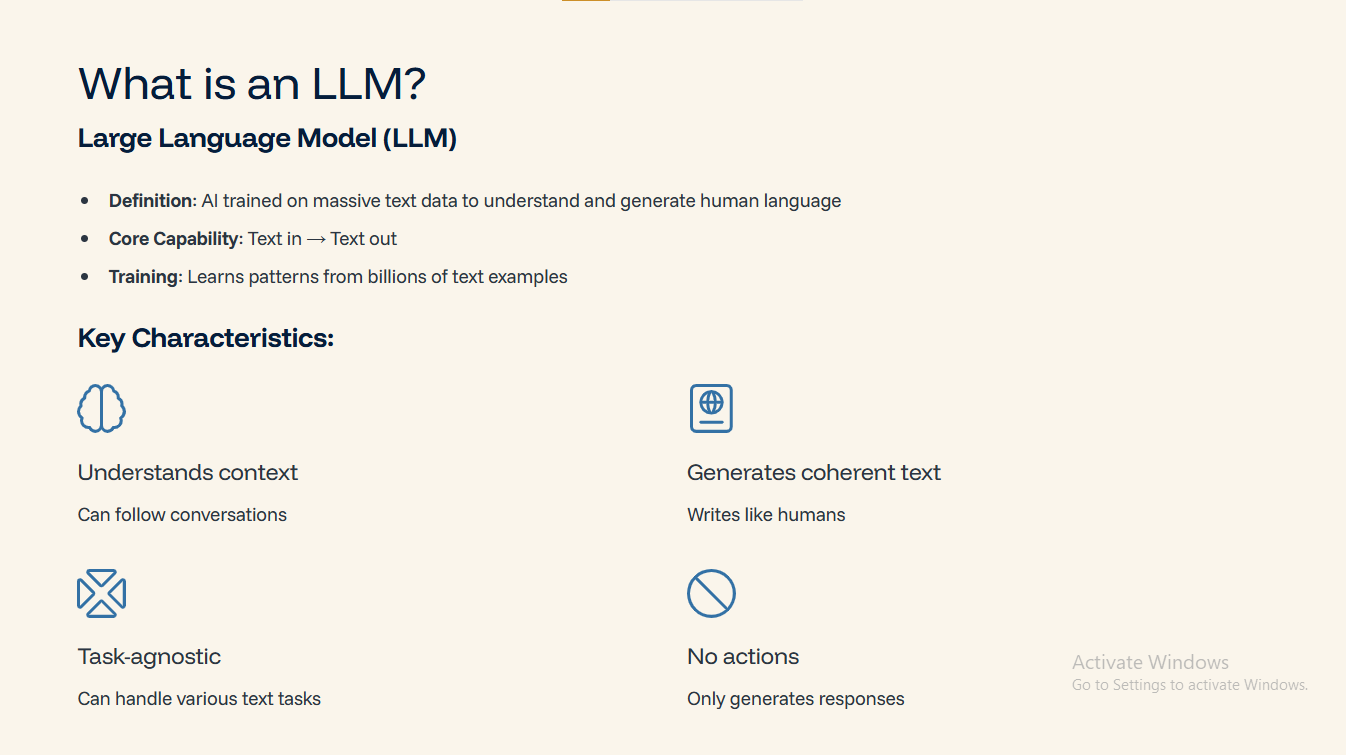 What is an LLM?
Large Language Model (LLM)
• Definition: AI trained on massive text data to understand and generate human language
• Core Capability: Text in → Text out
• Training: Learns patterns from billions of text examples
Key Characteristics:
Understands context
Can follow conversations
Generates coherent text
Writes like humans
Task-agnostic
Can handle various text tasks
No actions
Only generates responses
Activate Windows
Go to Settings to activate Windows.